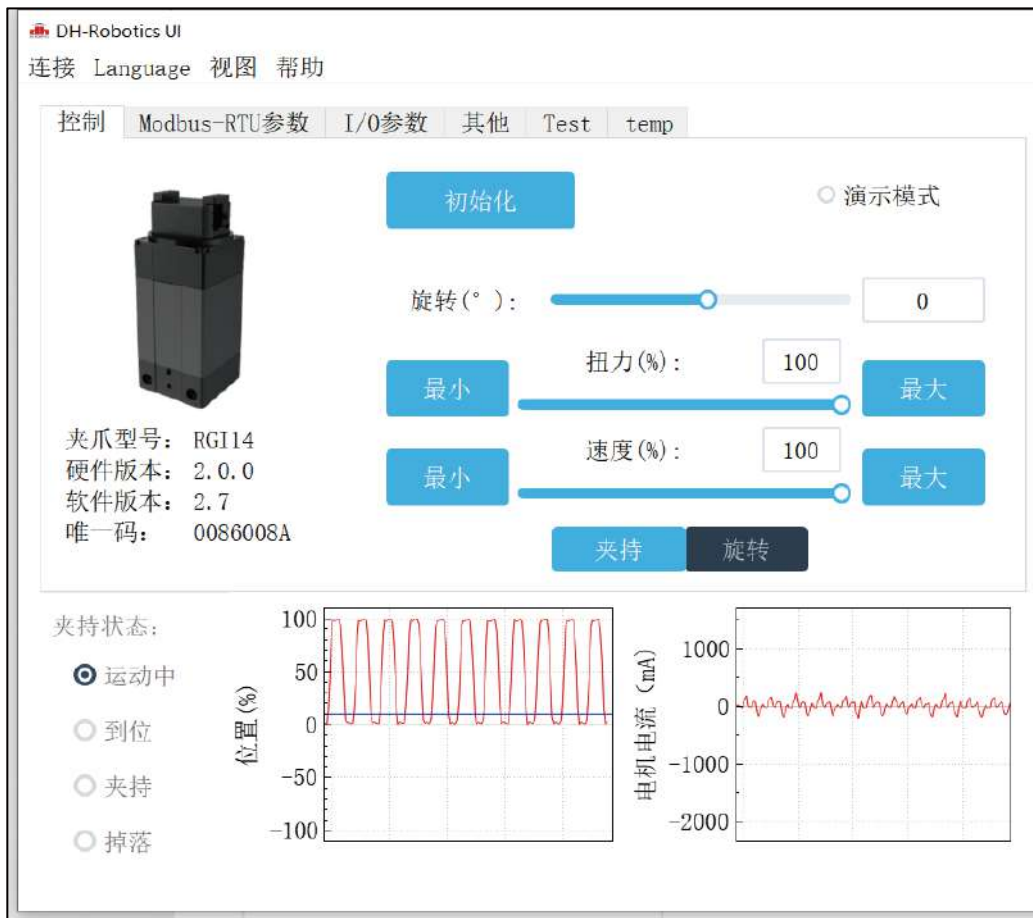 DH-Robotics UI
连接 Language 视图 帮助
控制 Modbus-RTU参数 I/O参数 其他 Test temp
初始化
演示模式
旋转(° ):
0
扭力(%):
100
最小
最大
速度(%):
100
最小
最大
夹持 旋转
夹爪型号: RGI14
硬件版本: 2.0.0
软件版本: 2.7
唯一码: 0086008A
夹持状态:
运动中
到位
夹持
掉落
位置(%)
100
50
0
-50
-100
电机电流 (mA)
1000
0
-1000
-2000